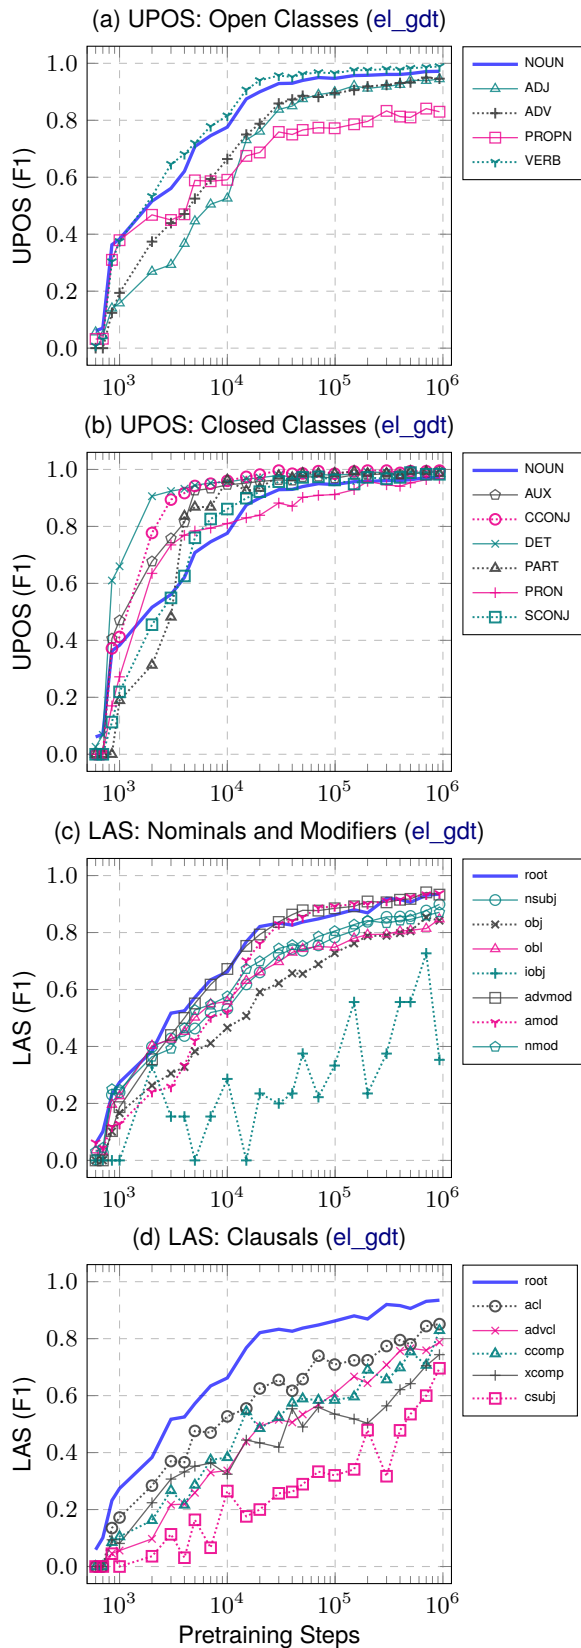 (a) UPOS: Open Classes (el_gdt)
UPOS (F1)
1.0
0.8
0.6
0.4
0.2
0.0
10^3
10^4
10^5
10^6
NOUN
ADJ
ADV
PROPN
VERB
(b) UPOS: Closed Classes (el_gdt)
UPOS (F1)
1.0
0.8
0.6
0.4
0.2
0.0
10^3
10^4
10^5
10^6
NOUN
AUX
CCONJ
DET
PART
PRON
SCONJ
(c) LAS: Nominals and Modifiers (el_gdt)
LAS (F1)
1.0
0.8
0.6
0.4
0.2
0.0
10^3
10^4
10^5
10^6
root
nsubj
obj
obl
iobj
advmod
amod
nmod
(d) LAS: Clausals (el_gdt)
LAS (F1)
1.0
0.8
0.6
0.4
0.2
0.0
10^3
10^4
10^5
10^6
Pretraining Steps
root
acl
advcl
ccomp
xcomp
csubj